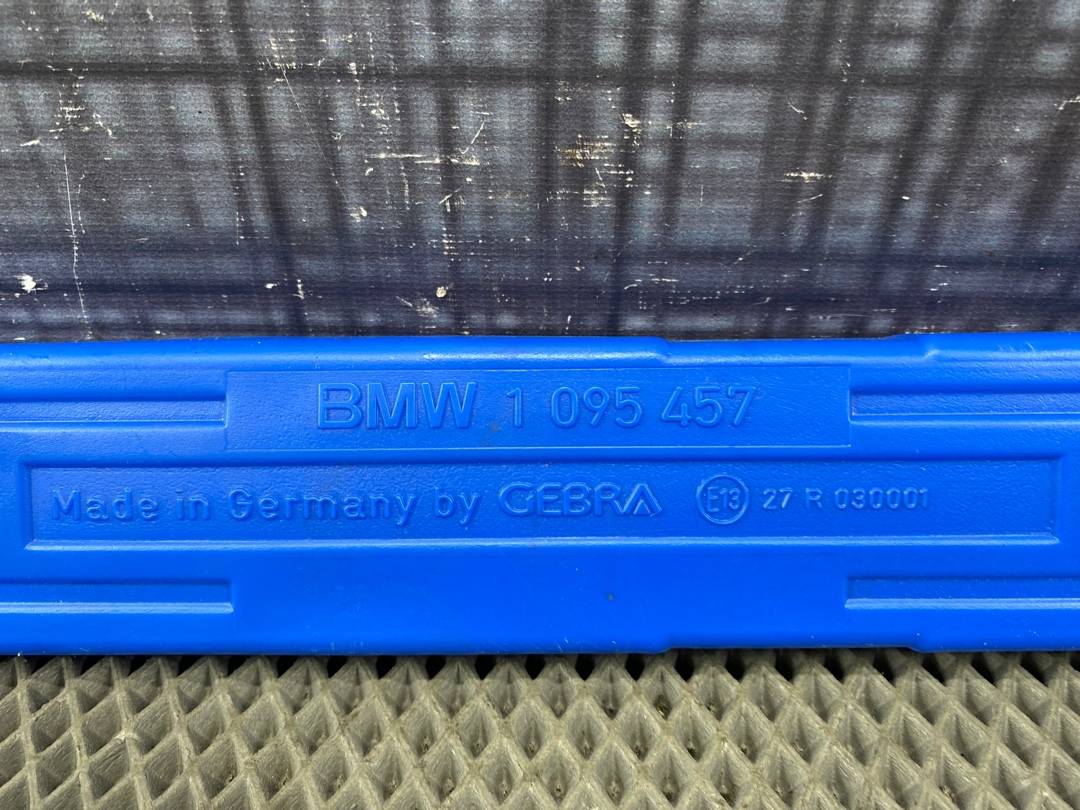 BMW 1 095 457
Made in Germany by GEBRA E13 27 R 030001